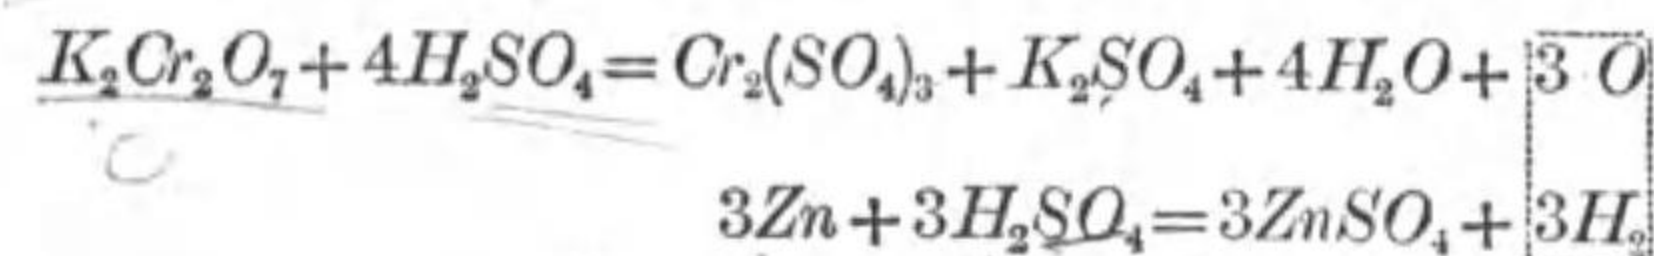 K₂Cr₂O₇+4H₂SO₄=Cr₂(SO₄)₃+K₂SO₄+4H₂O+3 O
3Zn+3H₂SO₄=3ZnSO₄+3H₂